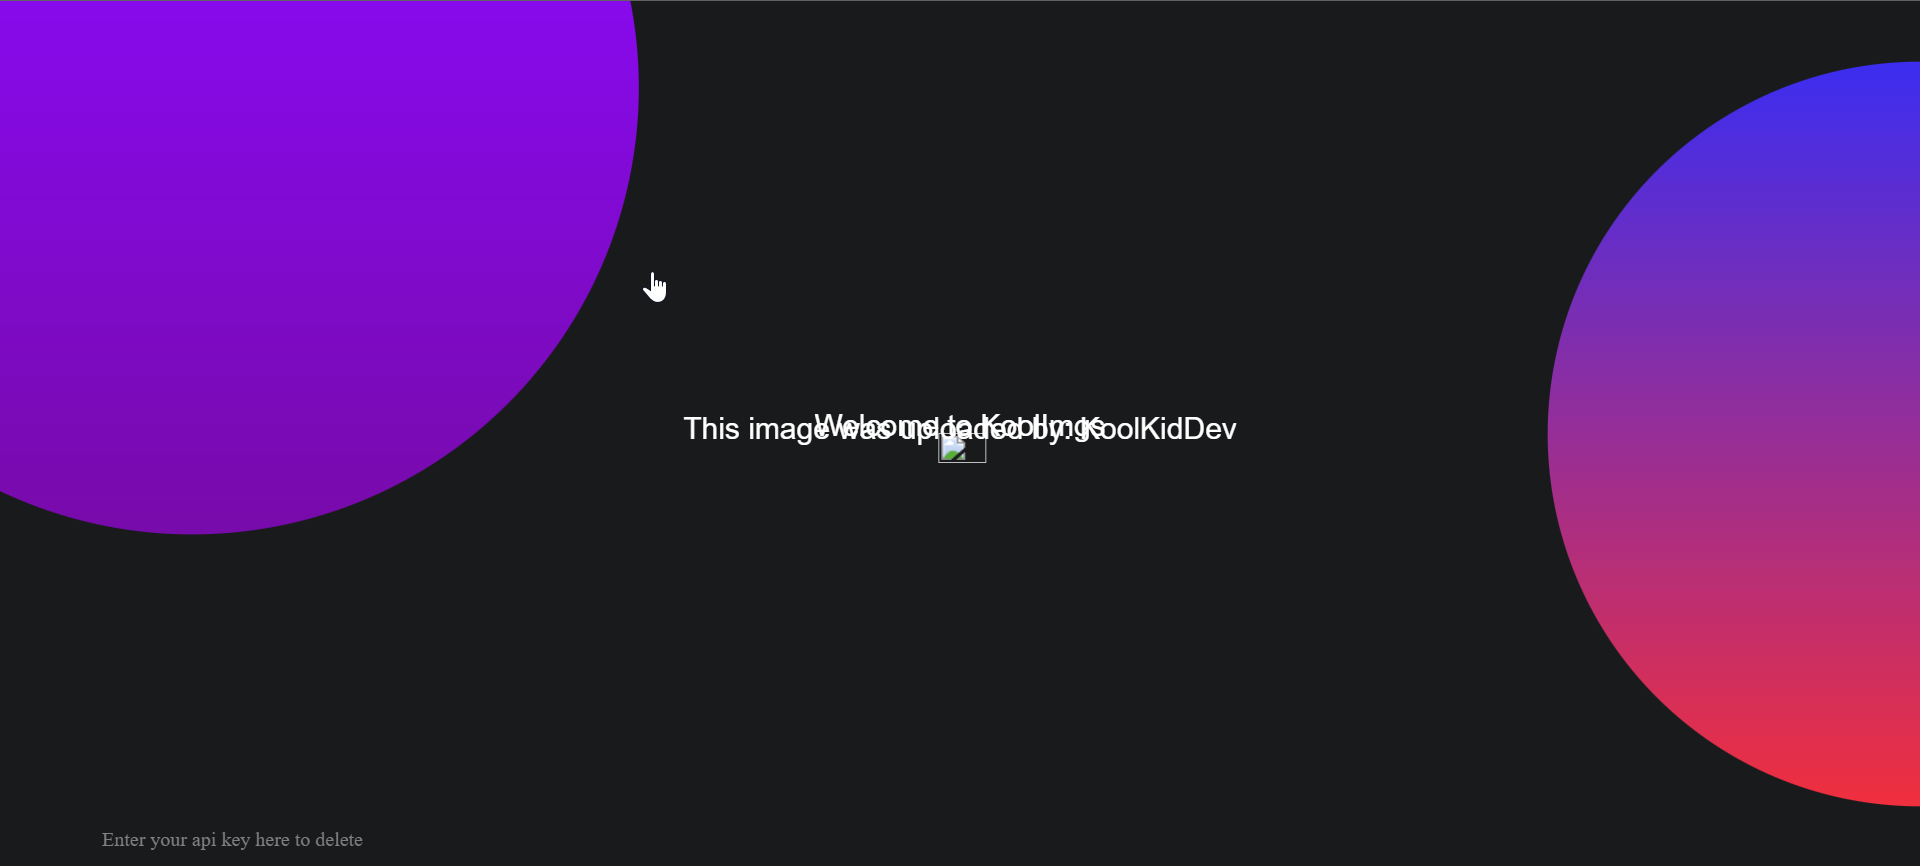 Welcome to KoolImgs
This image was uploaded by: KoolKidDev
Enter your api key here to delete